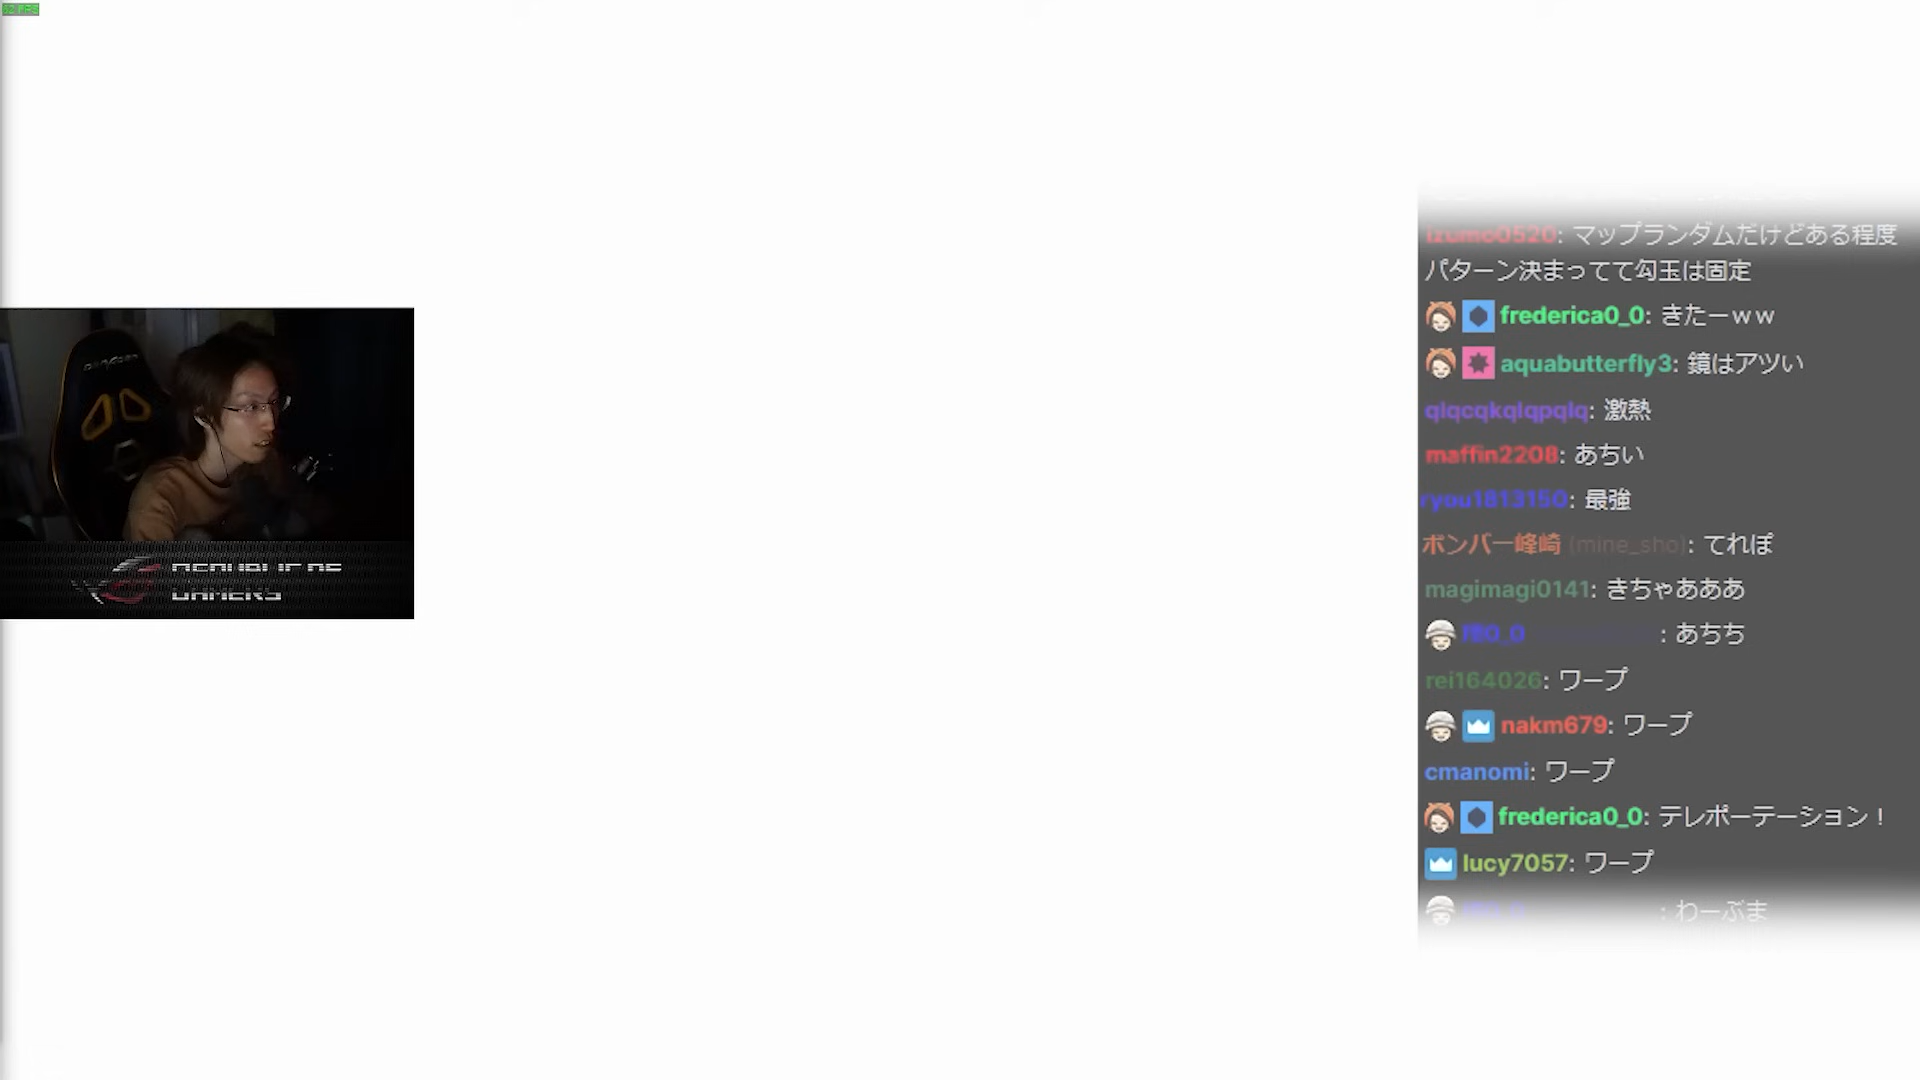 izumo0520: マップランダムだけどある程度
パターン決まってて勾玉は固定
frederica0_0: きたーｗｗ
aquabutterfly3: 鏡はアツい
qlqcqkqlqpqlq: 激熱
maffin2208: あちい
ryou1813150: 最強
ボンバー峰崎 (mine_sho): てれぽ
magimagi0141: きちゃあああ
: あちち
rei164026: ワープ
nakm679: ワープ
cmanomi: ワープ
frederica0_0: テレポーテーション！
lucy7057: ワープ
: わーぷま
GAMERS